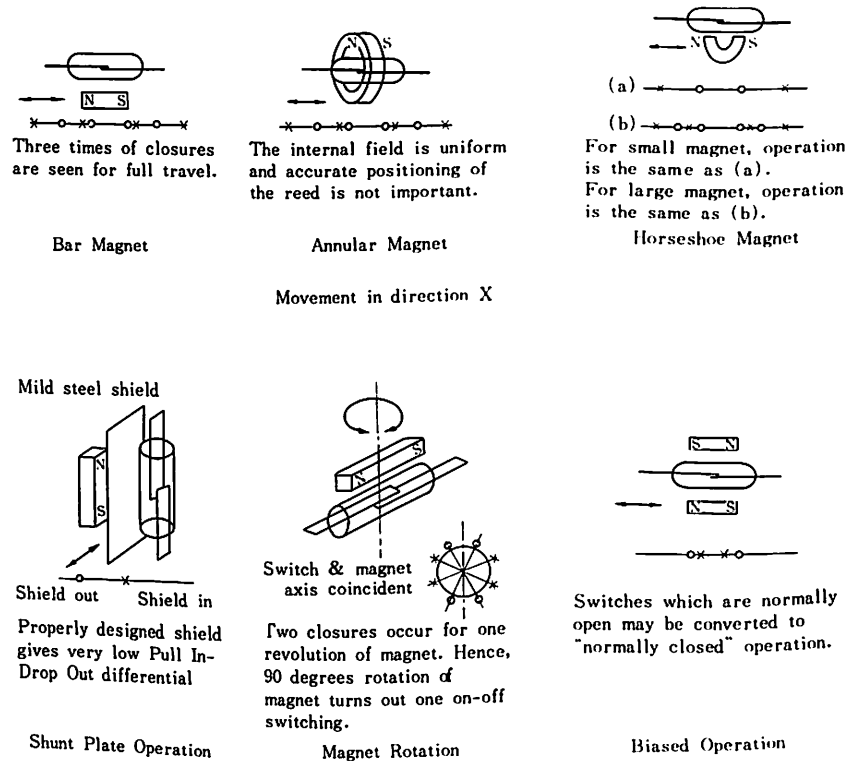 N S
Three times of closures
are seen for full travel.
Bar Magnet
N S
The internal field is uniform
and accurate positioning of
the reed is not important.
Annular Magnet
N S
(a)
(b)
For small magnet, operation
is the same as (a).
For large magnet, operation
is the same as (b).
Horseshoe Magnet
Movement in direction X
Mild steel shield
N
S
Shield out Shield in
Properly designed shield
gives very low Pull In-
Drop Out differential
Shunt Plate Operation
S
N
Switch & magnet
axis coincident
Two closures occur for one
revolution of magnet. Hence,
90 degrees rotation of
magnet turns out one on-off
switching.
Magnet Rotation
S N
N S
Switches which are normally
open may be converted to
"normally closed" operation.
Biased Operation